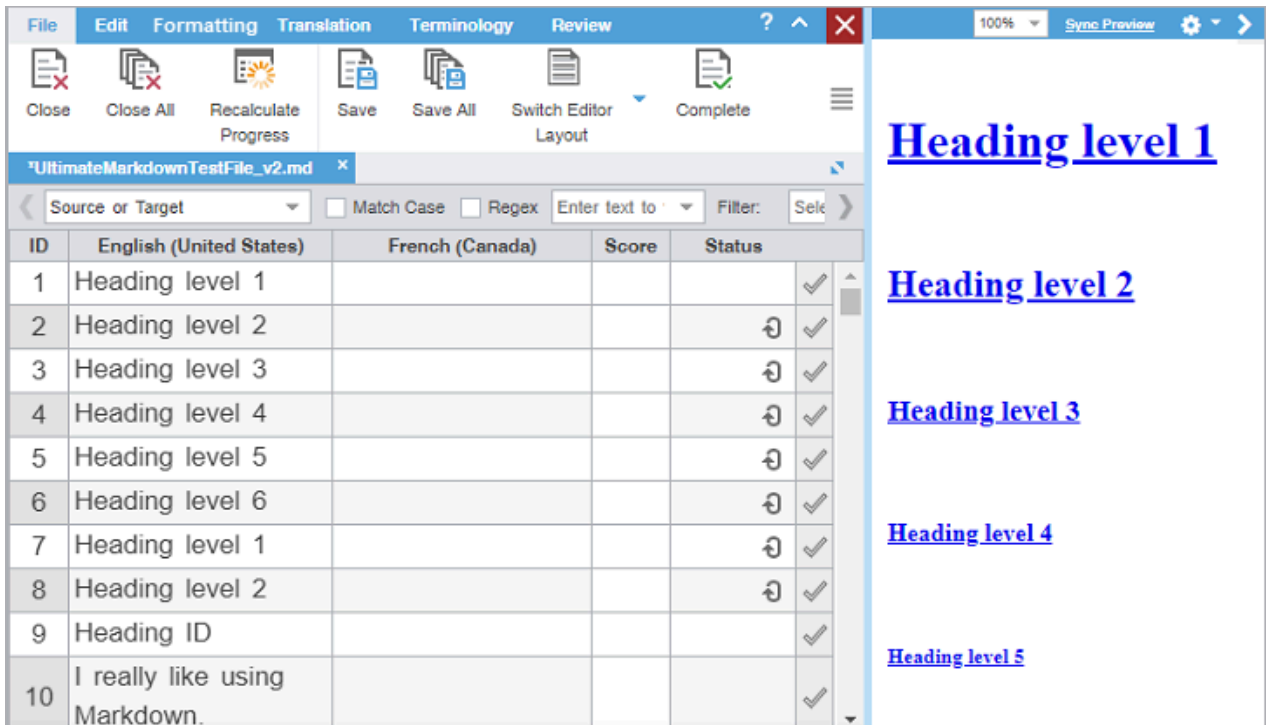 File Edit Formatting Translation Terminology Review ?
Close Close All Recalculate Progress Save Save All Switch Editor Layout Complete
*UltimateMarkdownTestFile_v2.md ×
Source or Target Match Case Regex Enter text to Filter: Sele
ID English (United States) French (Canada) Score Status
1 Heading level 1
2 Heading level 2
3 Heading level 3
4 Heading level 4
5 Heading level 5
6 Heading level 6
7 Heading level 1
8 Heading level 2
9 Heading ID
10 I really like using
Markdown.
100% Sync Preview
Heading level 1
Heading level 2
Heading level 3
Heading level 4
Heading level 5